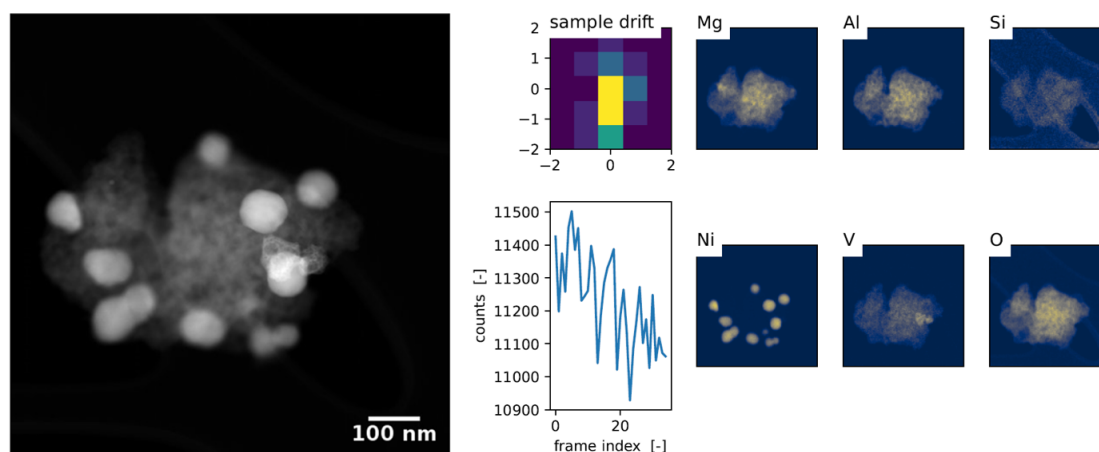 100 nm
sample drift
2
1
0
−1
−2
−2 0 2
11500
11400
11300
11200
11100
11000
10900
counts [-]
0 20
frame index [-]
Mg Al Si
Ni V O